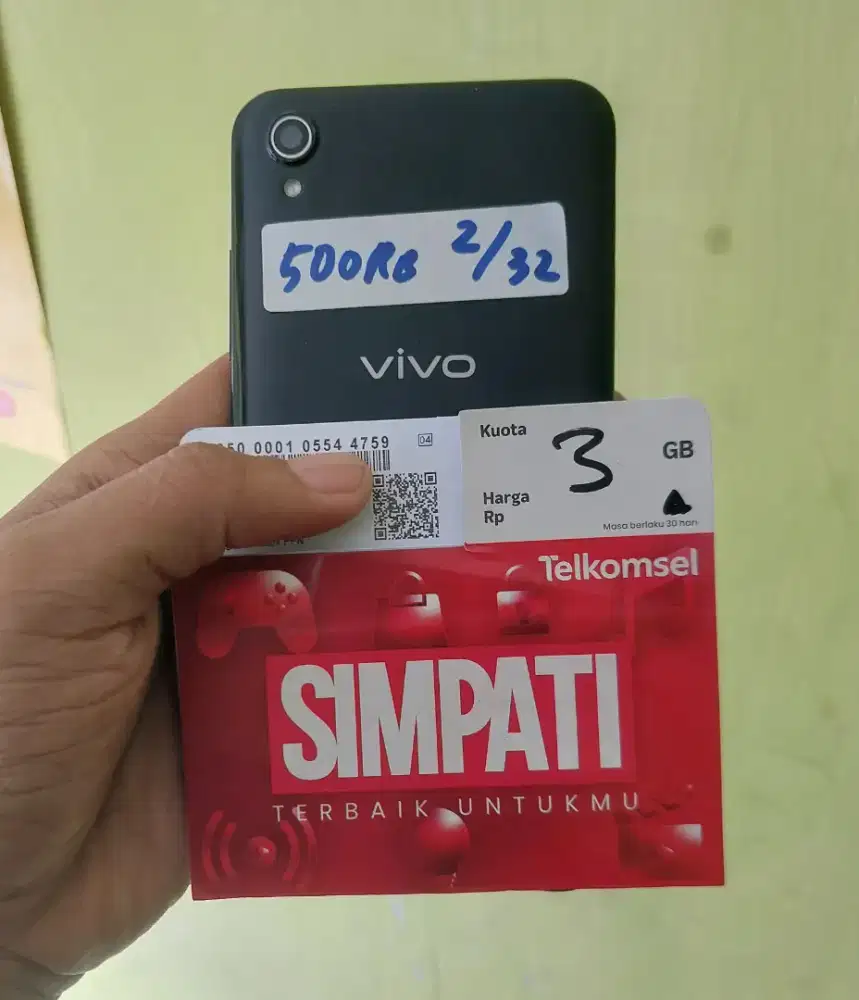 500RB 2/32
vivo
50 0001 0554 4759
04
Kuota 3 GB
Harga
Rp
Masa berlaku 30 hari
Telkomsel
SIMPATI
TERBAIK UNTUKMU